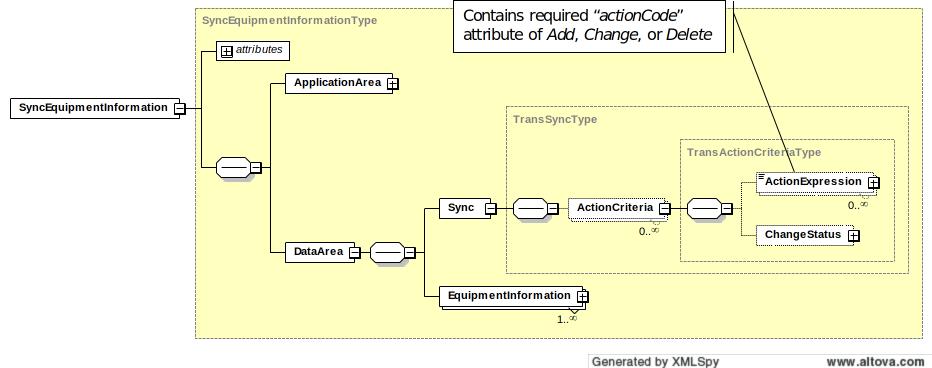 Contains required “actionCode”
attribute of Add, Change, or Delete
SyncEquipmentInformationType
attributes
ApplicationArea
SyncEquipmentInformation
TransSyncType
TransActionCriteriaType
ActionExpression
0..∞
Sync
ActionCriteria
0..∞
ChangeStatus
DataArea
EquipmentInformation
1..∞
Generated by XMLSpy
www.altova.com